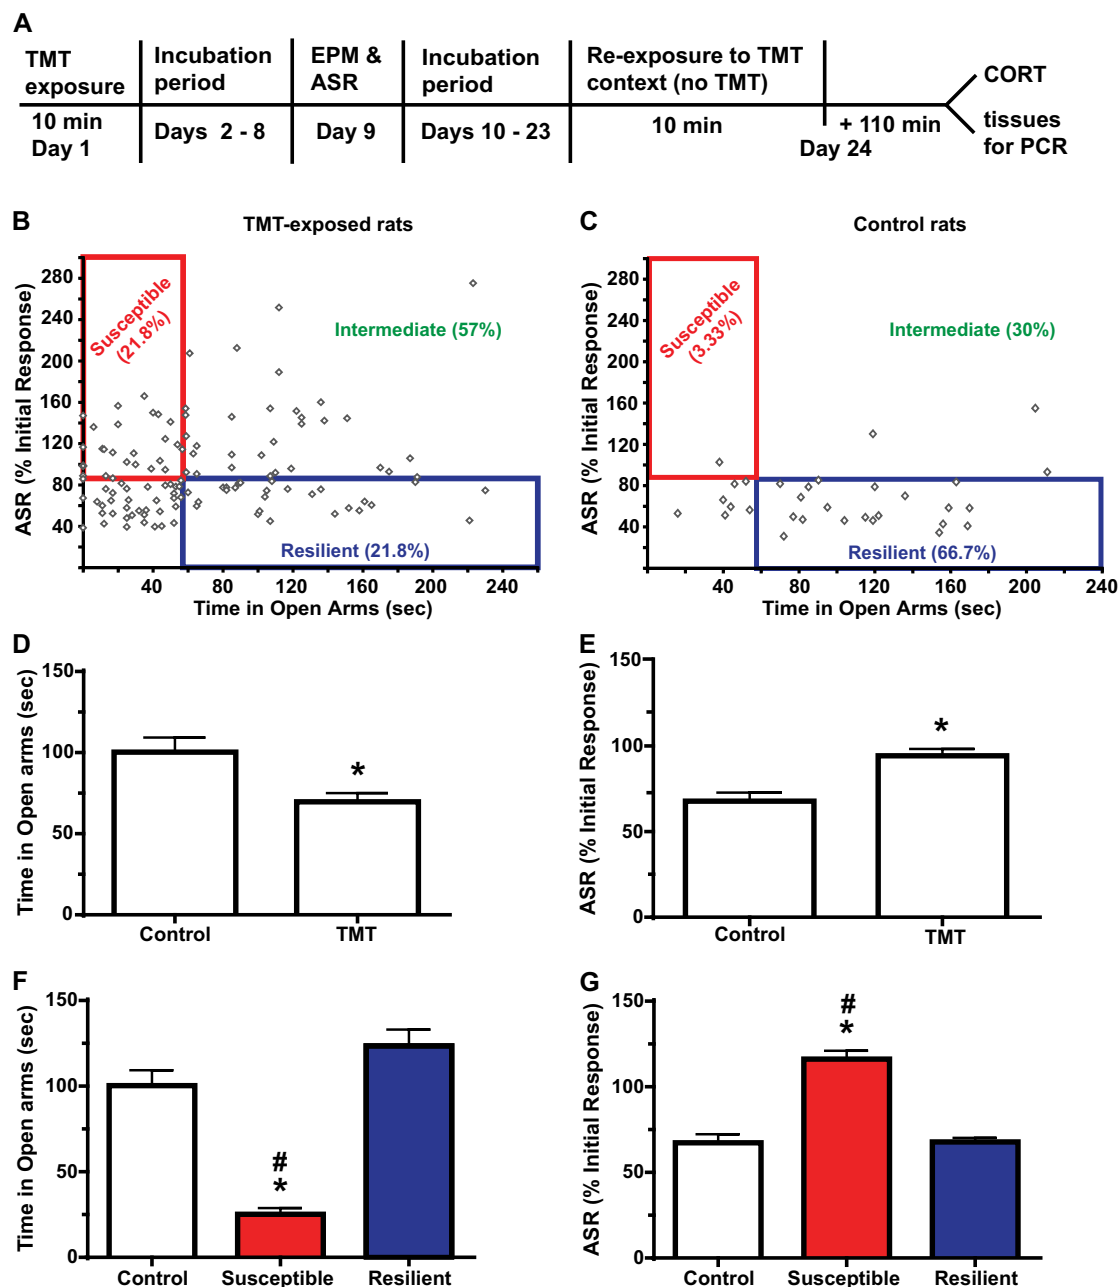 A
TMT
exposure
Incubation
period
EPM &
ASR
Incubation
period
Re-exposure to TMT
context (no TMT)
CORT
tissues
for PCR
10 min
Day 1
Days 2 - 8
Day 9
Days 10 - 23
10 min
+ 110 min
Day 24
B
TMT-exposed rats
ASR (% Initial Response)
280
240
200
160
120
80
40
Susceptible
(21.8%)
Intermediate (57%)
Resilient (21.8%)
40
80
120
160
200
240
Time in Open Arms (sec)
C
Control rats
ASR (% Initial Response)
280
240
200
160
120
80
40
Susceptible
(3.33%)
Intermediate (30%)
Resilient (66.7%)
40
80
120
160
200
240
Time in Open Arms (sec)
D
Time in Open arms (sec)
150
100
50
0
*
Control
TMT
E
ASR (% Initial Response)
150
100
50
0
*
Control
TMT
F
Time in Open arms (sec)
150
100
50
0
#
*
Control
Susceptible
Resilient
G
ASR (% Initial Response)
150
100
50
0
#
*
Control
Susceptible
Resilient